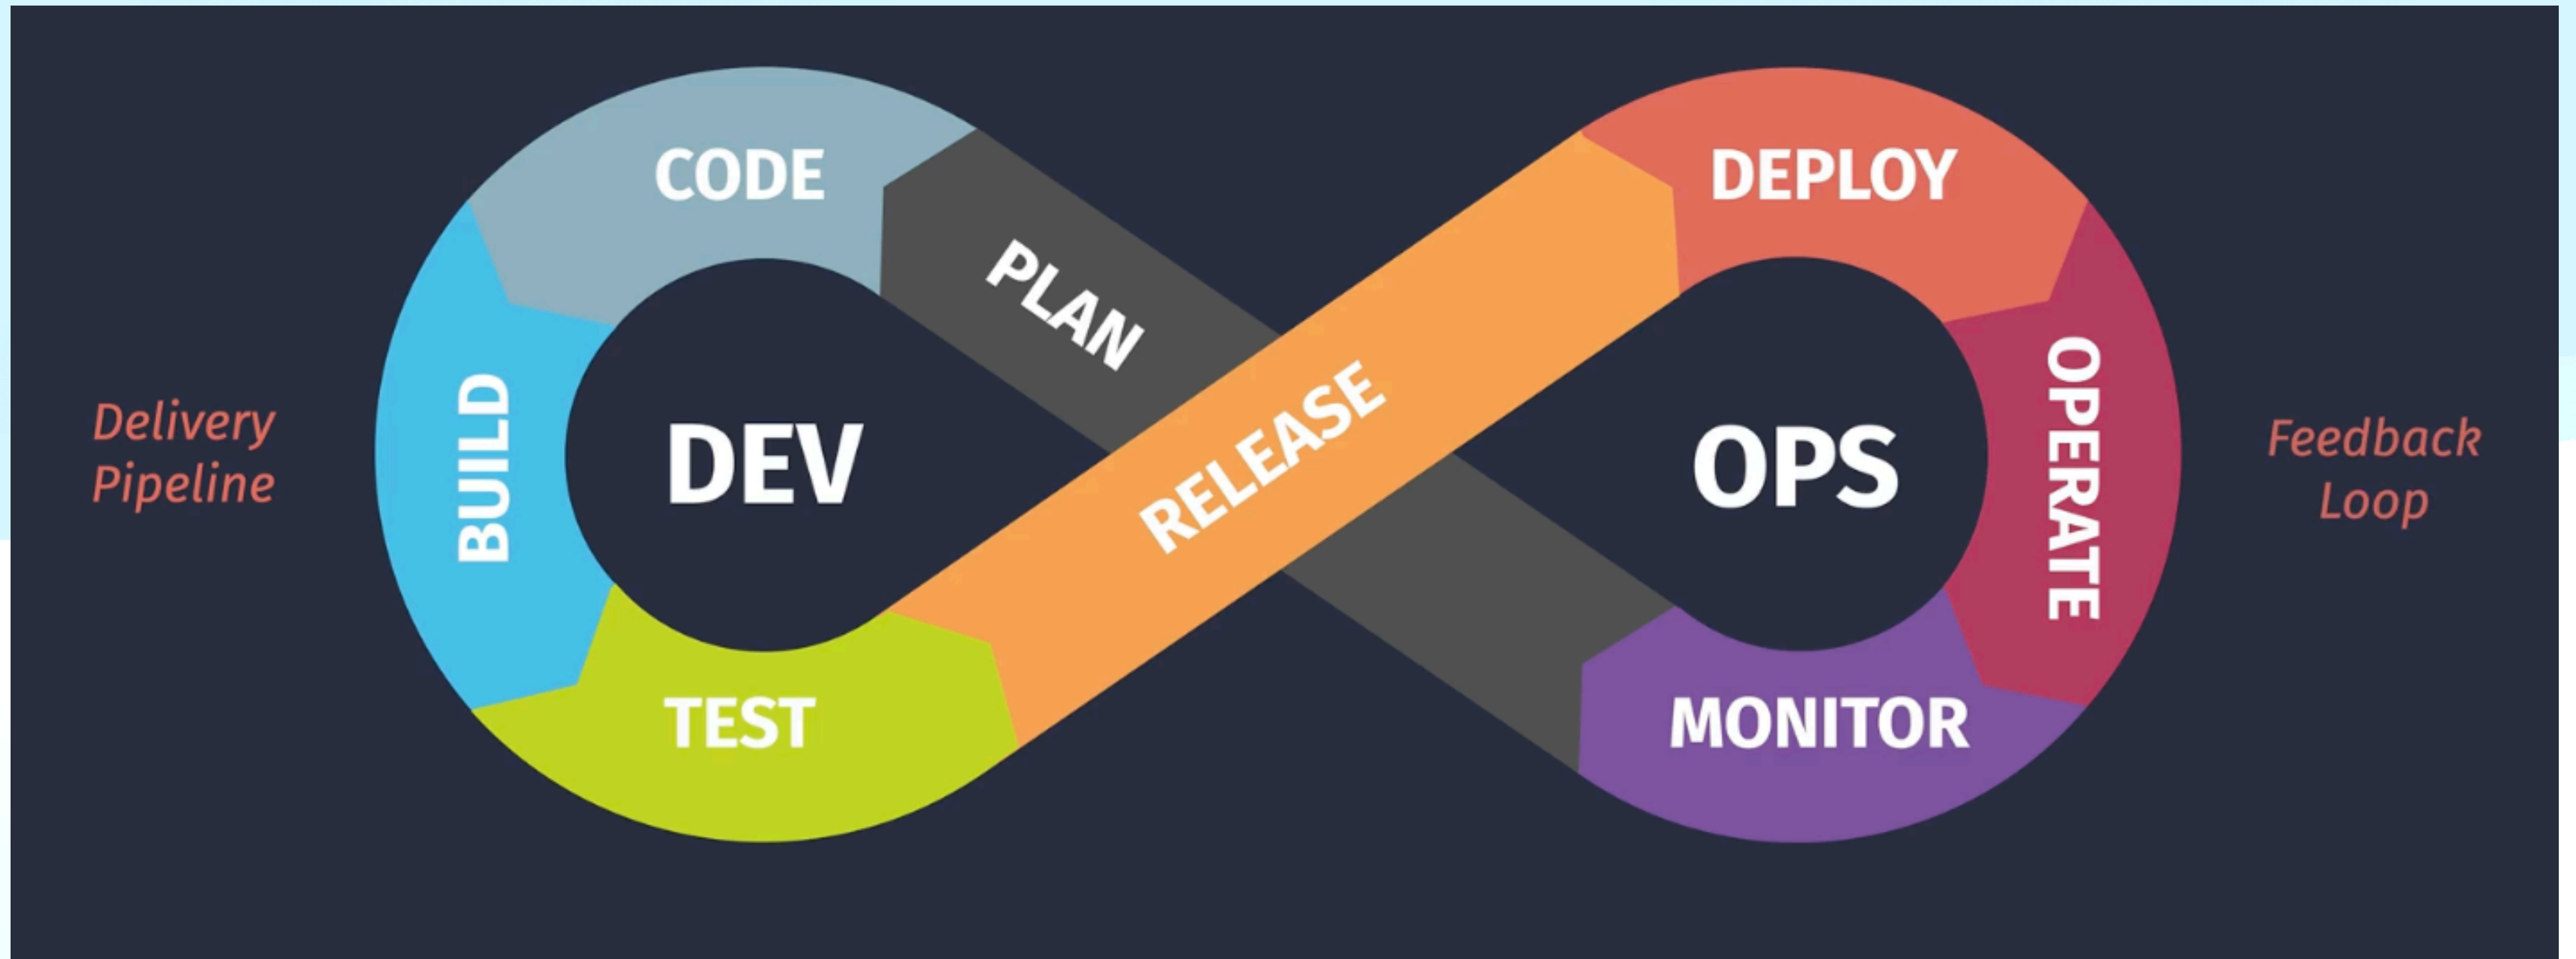 CODE
DEPLOY
PLAN
Delivery
Pipeline
BUILD
DEV
RELEASE
OPS
OPERATE
Feedback
Loop
TEST
MONITOR